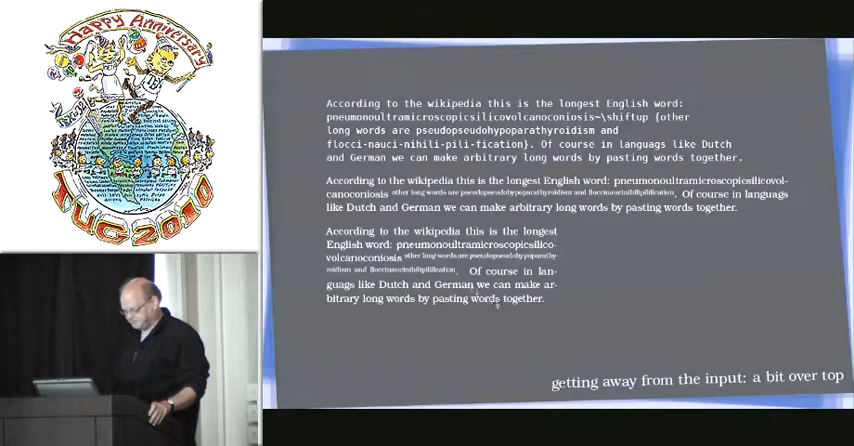 Happy Anniversary
TUG 2010
According to the wikipedia this is the longest English word:
pneumonoultramicroscopicsilicovolcanoconiosis~\shiftup {other
long words are pseudopseudohypoparathyroidism and
flocci-nauci-nihili-pili-fication}. Of course in languags like Dutch
and German we can make arbitrary long words by pasting words together.
According to the wikipedia this is the longest English word: pneumonoultramicroscopicsilicovol-
canoconiosis other long words are pseudopseudohypoparathyroidism and floccinaucinihilipilification. Of course in languags
like Dutch and German we can make arbitrary long words by pasting words together.
According to the wikipedia this is the longest
English word: pneumonoultramicroscopicsilico-
volcanoconiosis other long words are pseudopseudohypoparathy-
roidism and floccinaucinihilipilification. Of course in lan-
guags like Dutch and German we can make ar-
bitrary long words by pasting words together.
getting away from the input: a bit over top